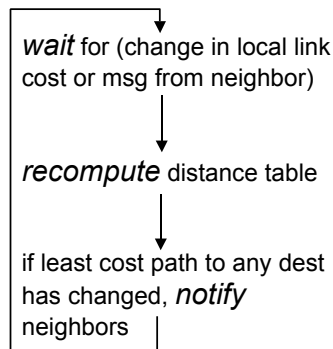 wait for (change in local link
cost or msg from neighbor)
recompute distance table
if least cost path to any dest
has changed, notify
neighbors